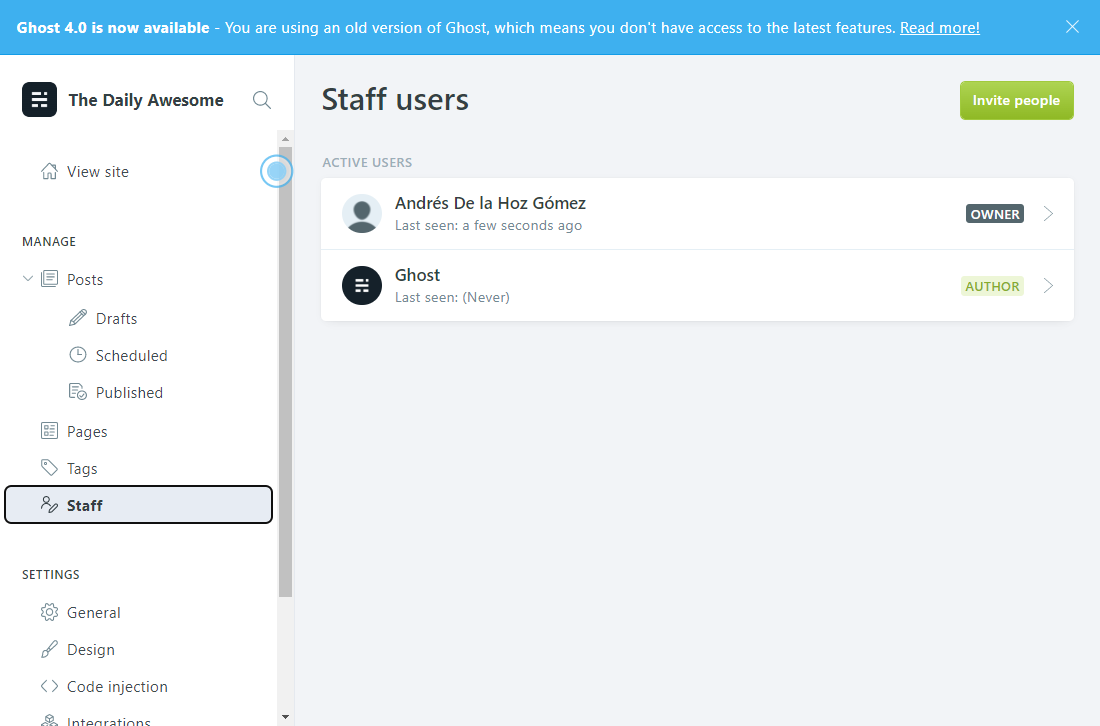 Ghost 4.0 is now available - You are using an old version of Ghost, which means you don't have access to the latest features. Read more!
The Daily Awesome
View site
MANAGE
Posts
Drafts
Scheduled
Published
Pages
Tags
Staff
SETTINGS
General
Design
Code injection
Integrations
Staff users
Invite people
ACTIVE USERS
Andrés De la Hoz Gómez
Last seen: a few seconds ago
OWNER
Ghost
Last seen: (Never)
AUTHOR